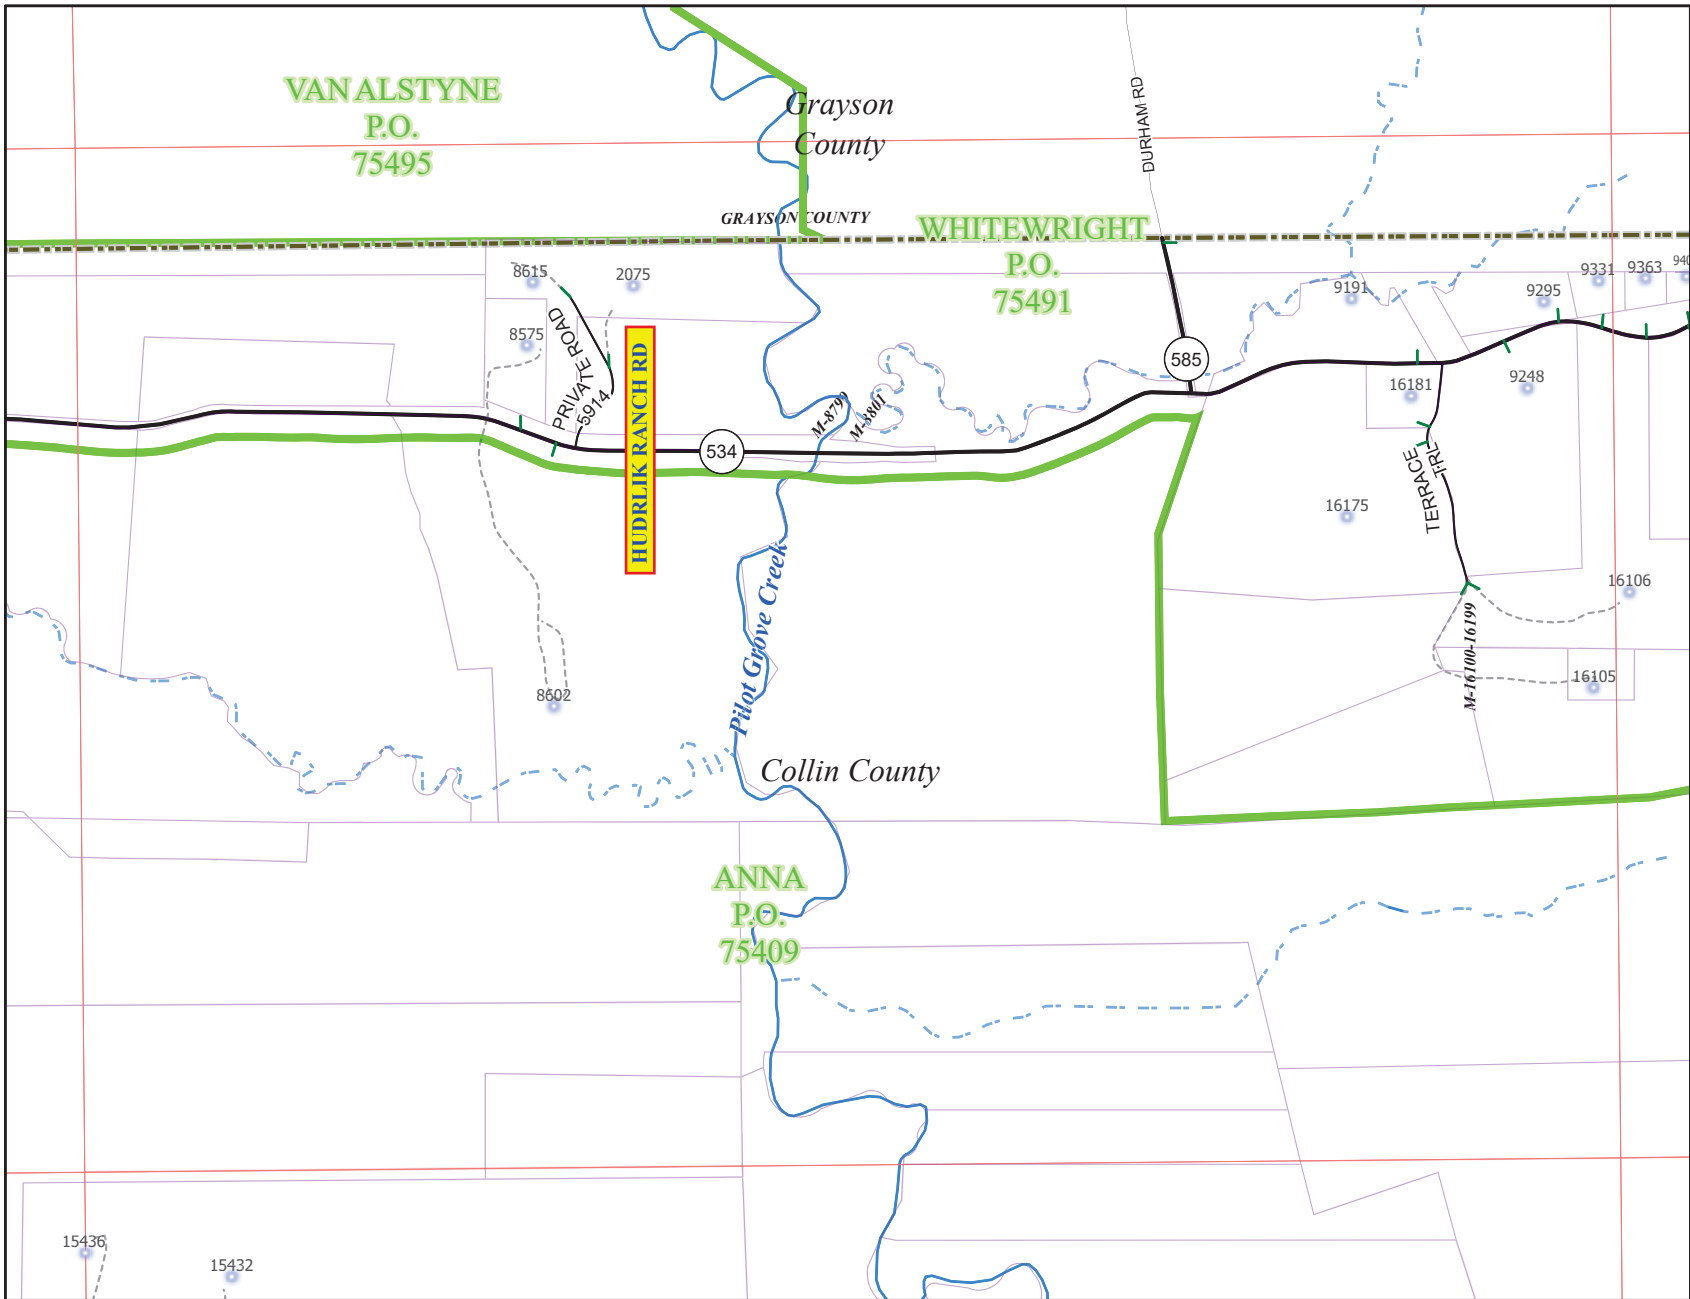 VAN ALSTYNE
P.O.
75495
Grayson
County
DURHAM RD
GRAYSON COUNTY
WHITEWRIGHT
P.O.
75491
8615
2075
8575
PRIVATE ROAD
5914
HUDRLIK RANCH RD
534
M-8799
M-8801
585
9191
9295
9331
9363
16181
9248
TERRACE
TRL
16175
16106
M-16100-16199
16105
8602
Pilot Grove Creek
Collin County
ANNA
P.O.
75409
15436
15432